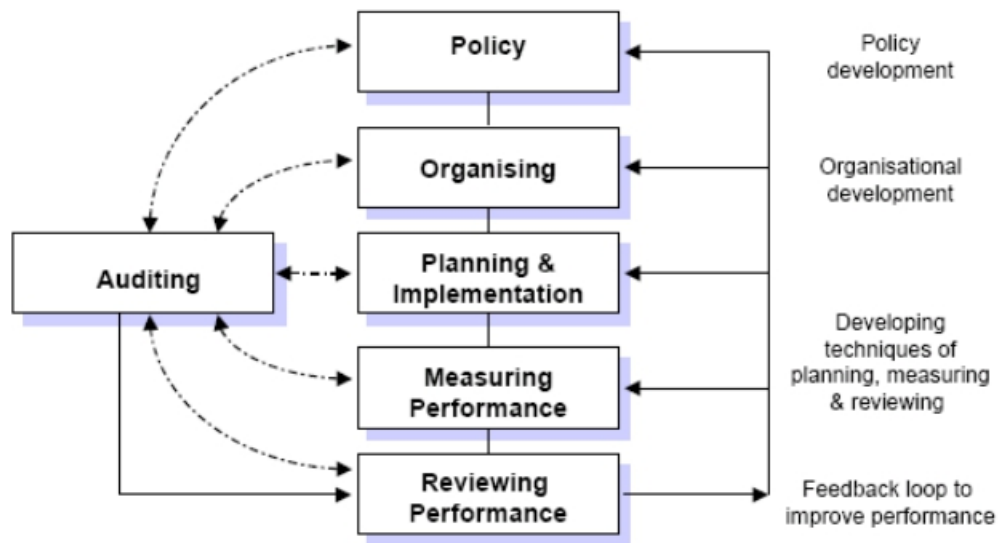 Policy
Policy
development
Organising
Organisational
development
Auditing
Planning &
Implementation
Developing
techniques of
planning, measuring
& reviewing
Measuring
Performance
Reviewing
Performance
Feedback loop to
improve performance